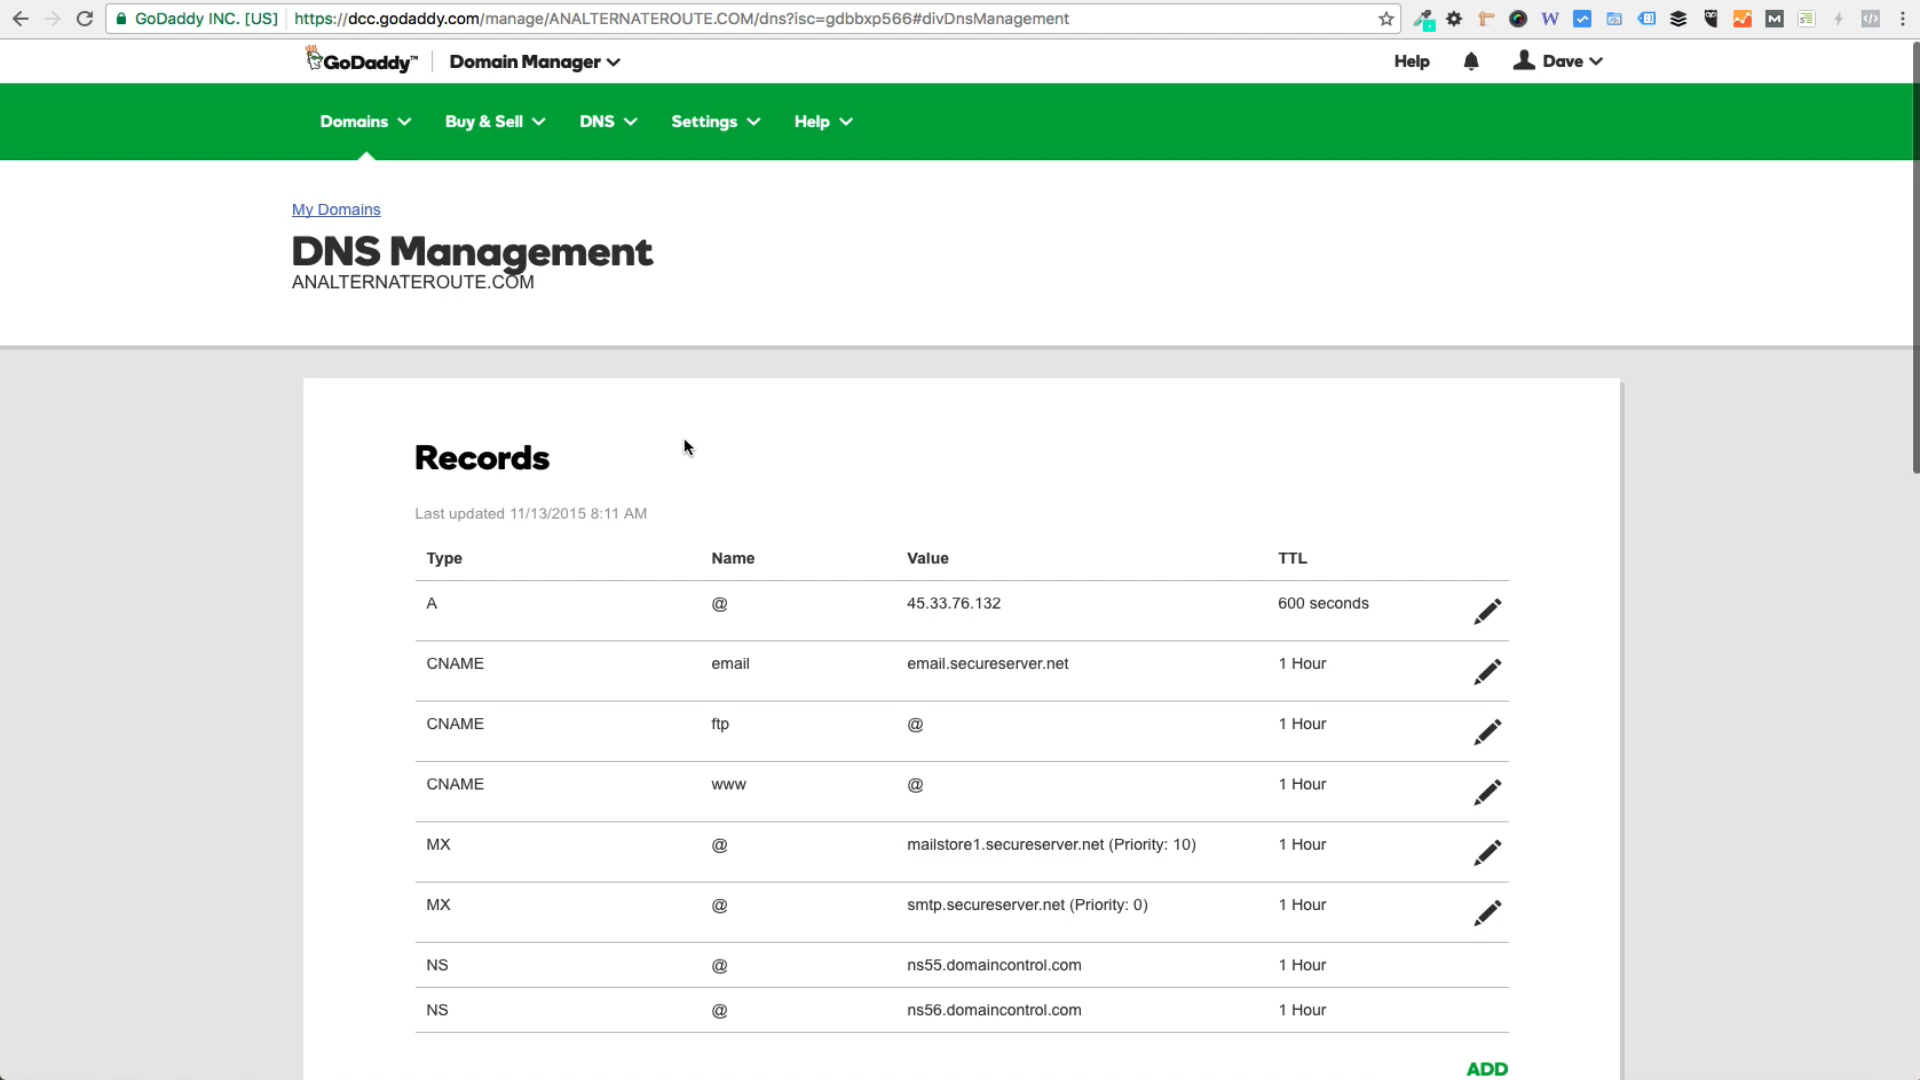 GoDaddy INC. [US] https://dcc.godaddy.com/manage/ANALTERNATEROUTE.COM/dns?isc=gdbbxp566#divDnsManagement
GoDaddy™ Domain Manager Help Dave
Domains Buy & Sell DNS Settings Help
My Domains
DNS Management
ANALTERNATEROUTE.COM
Records
Last updated 11/13/2015 8:11 AM
Type Name Value TTL
A @ 45.33.76.132 600 seconds
CNAME email email.secureserver.net 1 Hour
CNAME ftp @ 1 Hour
CNAME www @ 1 Hour
MX @ mailstore1.secureserver.net (Priority: 10) 1 Hour
MX @ smtp.secureserver.net (Priority: 0) 1 Hour
NS @ ns55.domaincontrol.com 1 Hour
NS @ ns56.domaincontrol.com 1 Hour
ADD